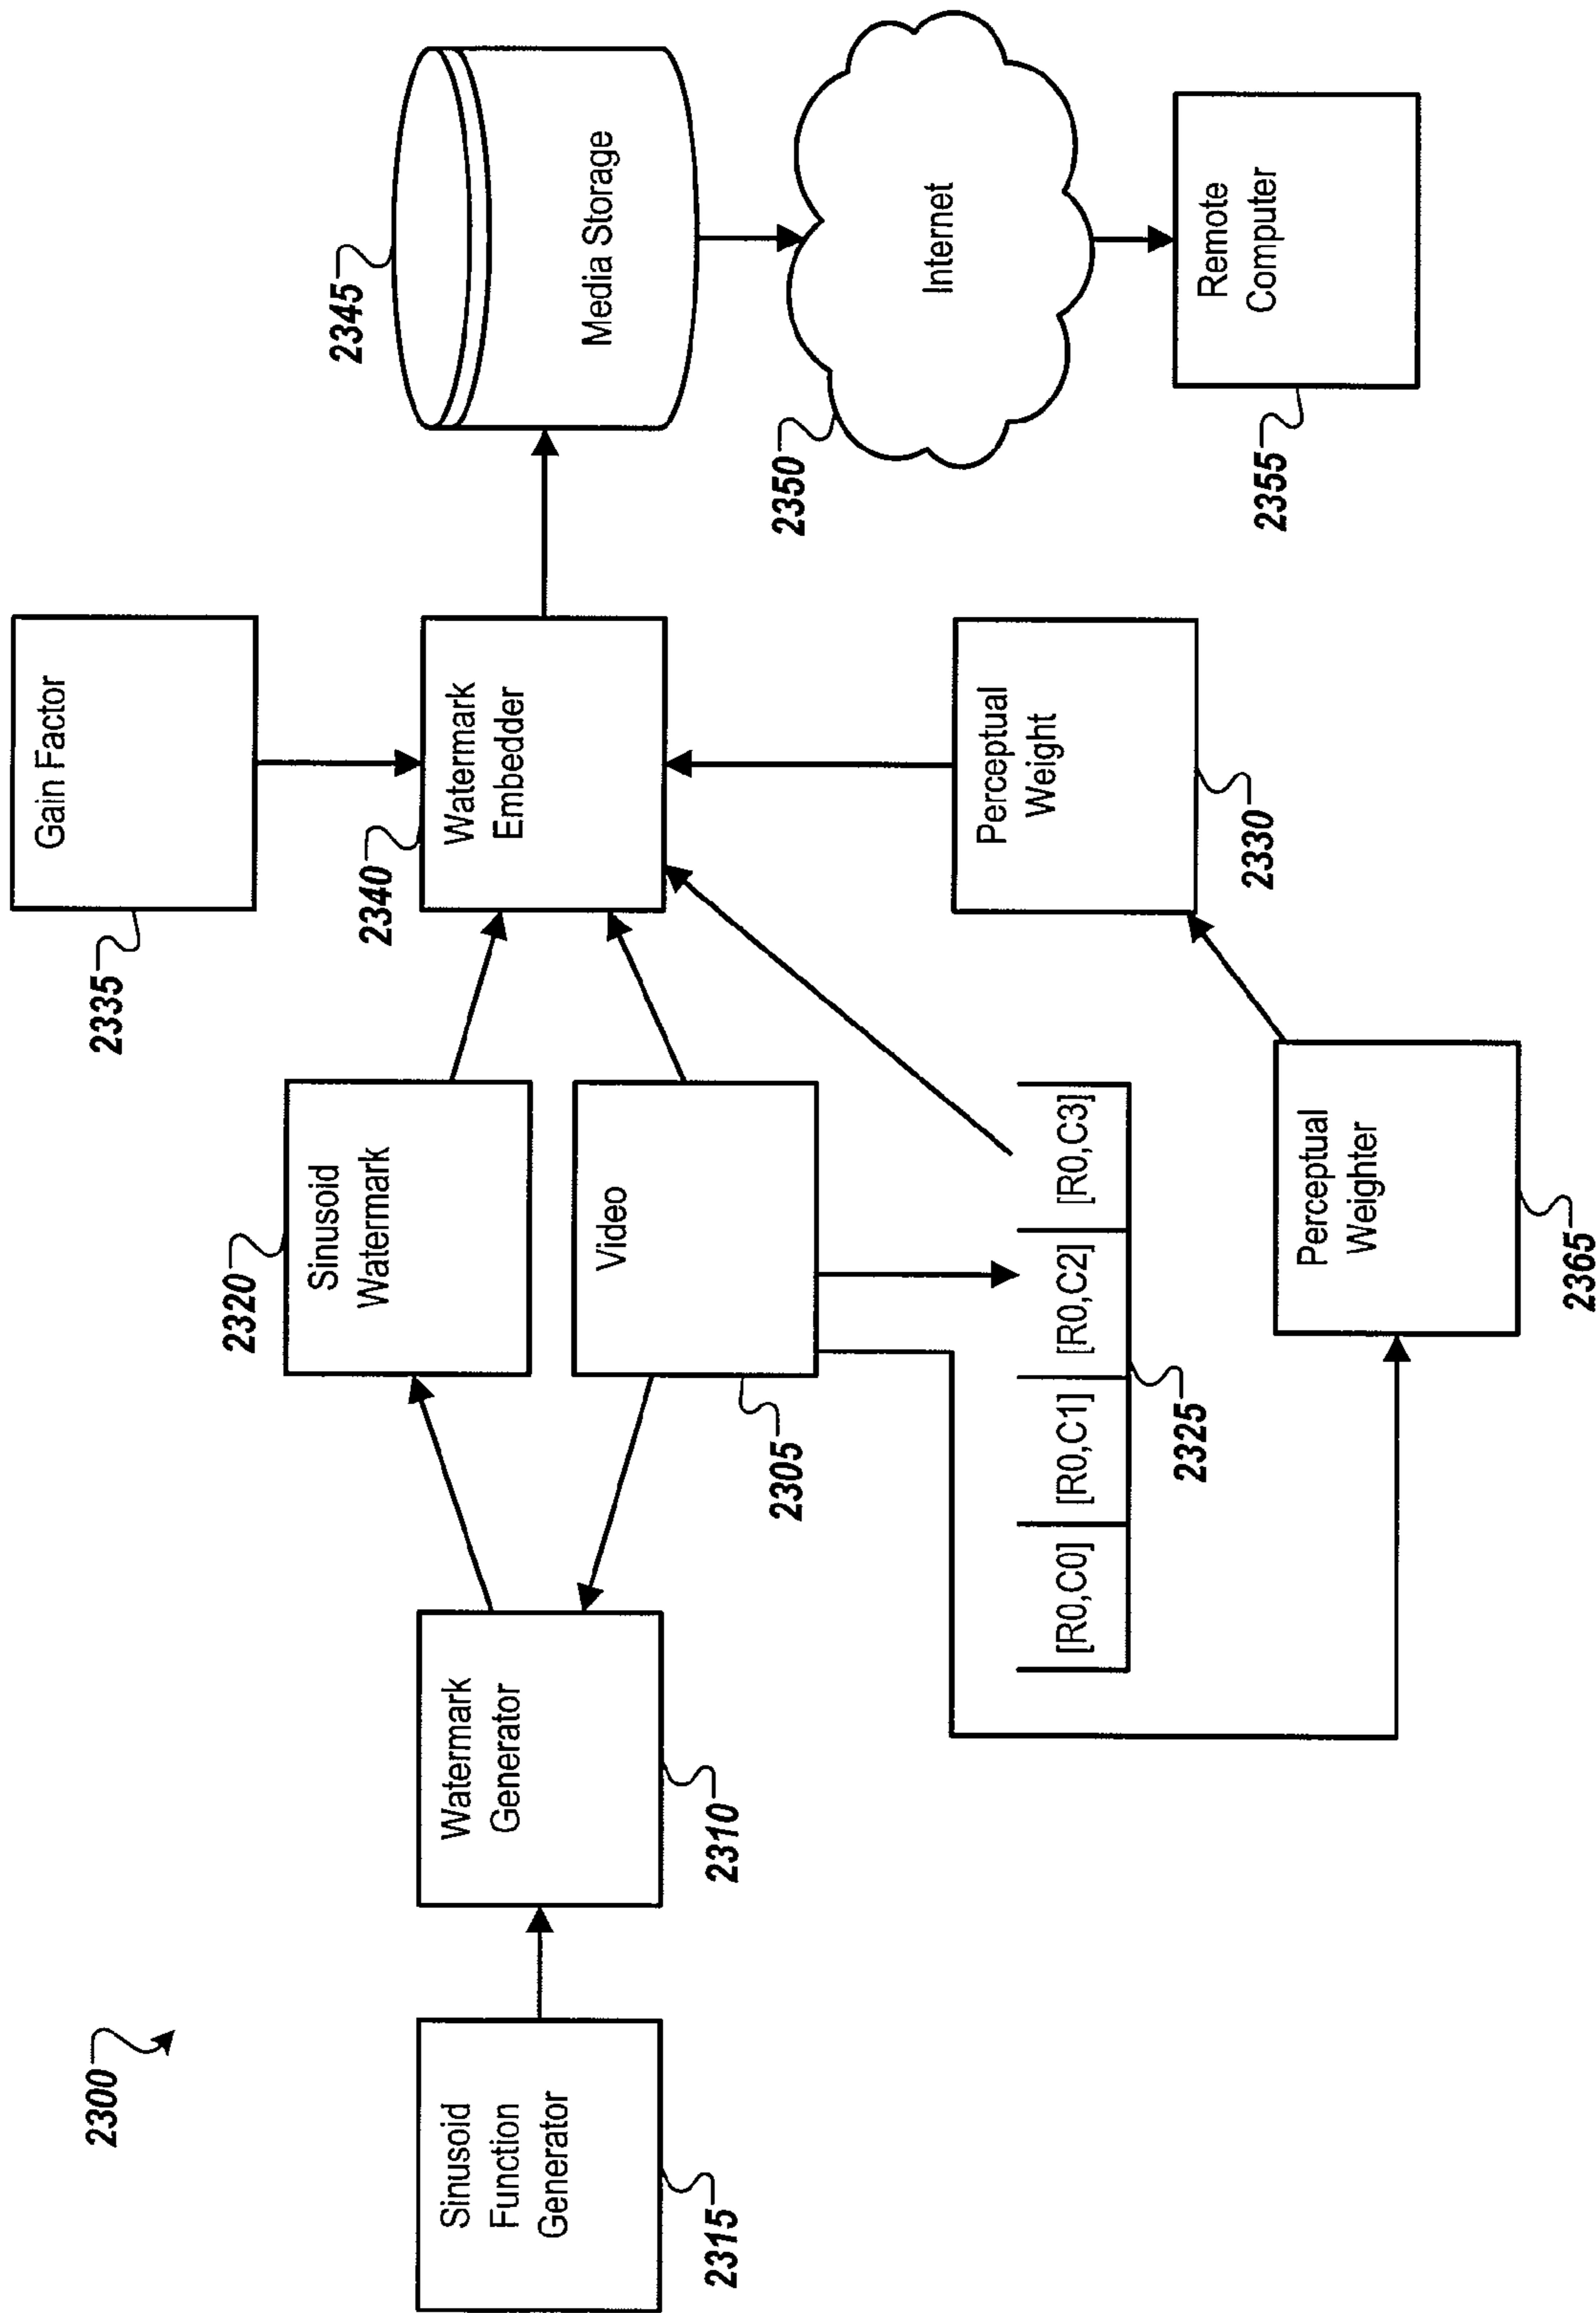 2300
Sinusoid
Function
Generator
2315
Watermark
Generator
2310
2320
Sinusoid
Watermark
Video
2305
[R0,C0] [R0,C1] [R0,C2] [R0,C3]
2325
Perceptual
Weighter
2365
Gain Factor
2335
2340
Watermark
Embedder
Perceptual
Weight
2330
2345
Media Storage
2350
Internet
Remote
Computer
2355